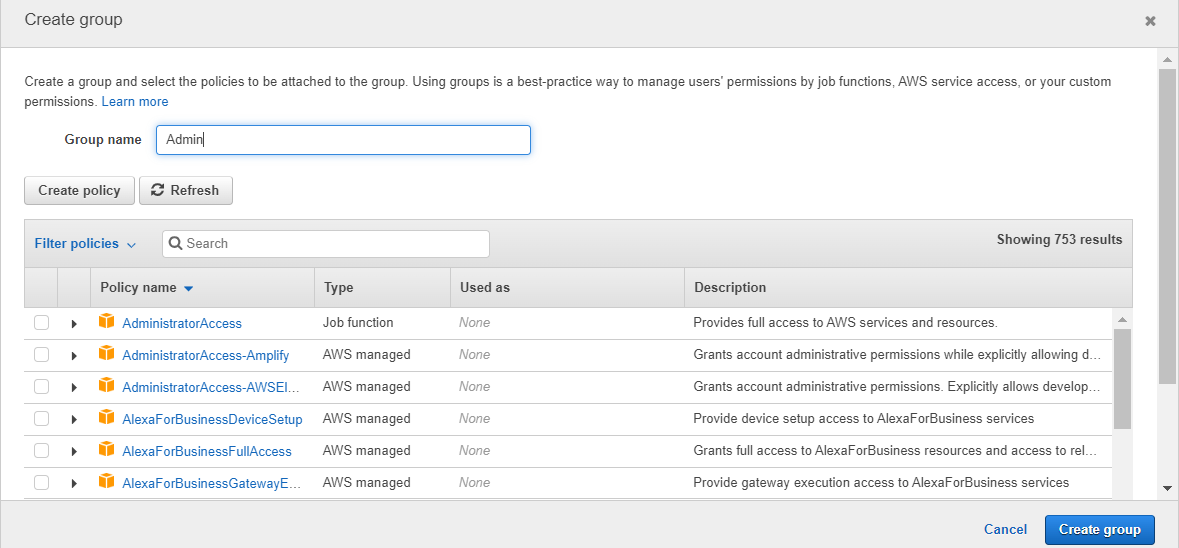 Create group
Create a group and select the policies to be attached to the group. Using groups is a best-practice way to manage users' permissions by job functions, AWS service access, or your custom
permissions. Learn more
Group name Admin
Create policy Refresh
Filter policies Search Showing 753 results
Policy name Type Used as Description
AdministratorAccess Job function None Provides full access to AWS services and resources.
AdministratorAccess-Amplify AWS managed None Grants account administrative permissions while explicitly allowing d...
AdministratorAccess-AWSEl... AWS managed None Grants account administrative permissions. Explicitly allows develop...
AlexaForBusinessDeviceSetup AWS managed None Provide device setup access to AlexaForBusiness services
AlexaForBusinessFullAccess AWS managed None Grants full access to AlexaForBusiness resources and access to rel...
AlexaForBusinessGatewayE... AWS managed None Provide gateway execution access to AlexaForBusiness services
Cancel Create group